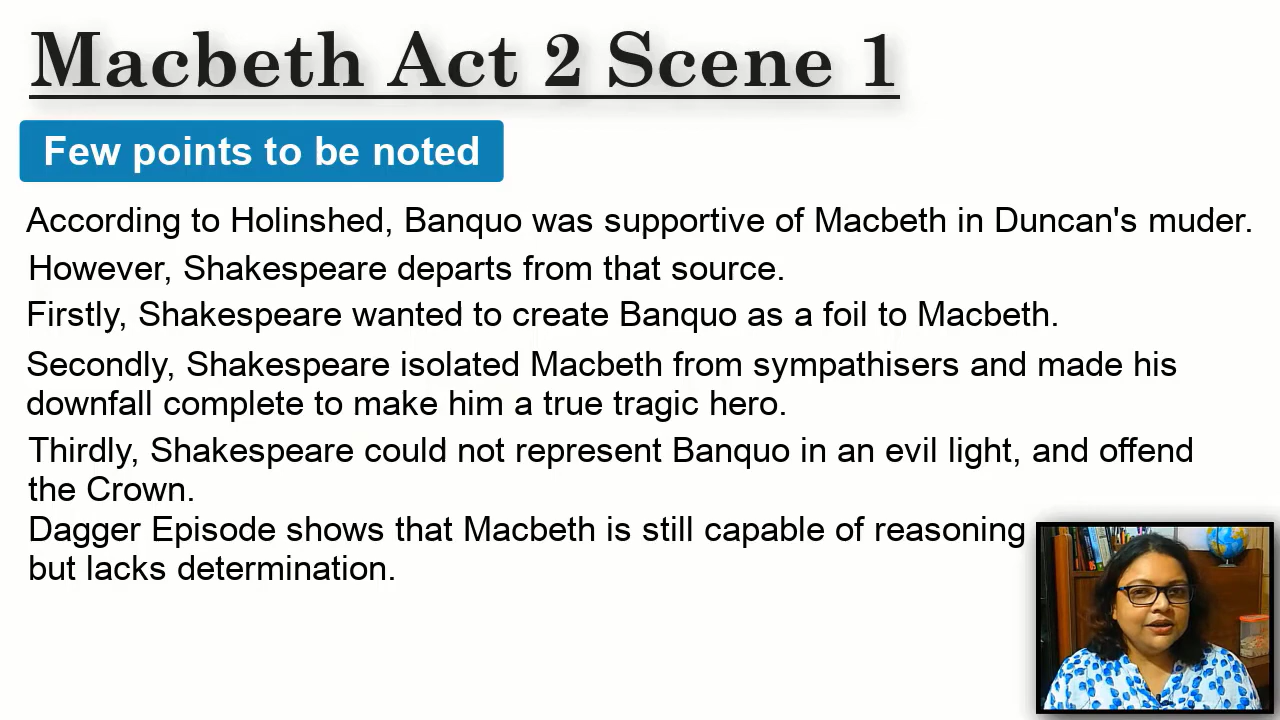 Macbeth Act 2 Scene 1
Few points to be noted
According to Holinshed, Banquo was supportive of Macbeth in Duncan's muder.
However, Shakespeare departs from that source.
Firstly, Shakespeare wanted to create Banquo as a foil to Macbeth.
Secondly, Shakespeare isolated Macbeth from sympathisers and made his
downfall complete to make him a true tragic hero.
Thirdly, Shakespeare could not represent Banquo in an evil light, and offend
the Crown.
Dagger Episode shows that Macbeth is still capable of reasoning
but lacks determination.